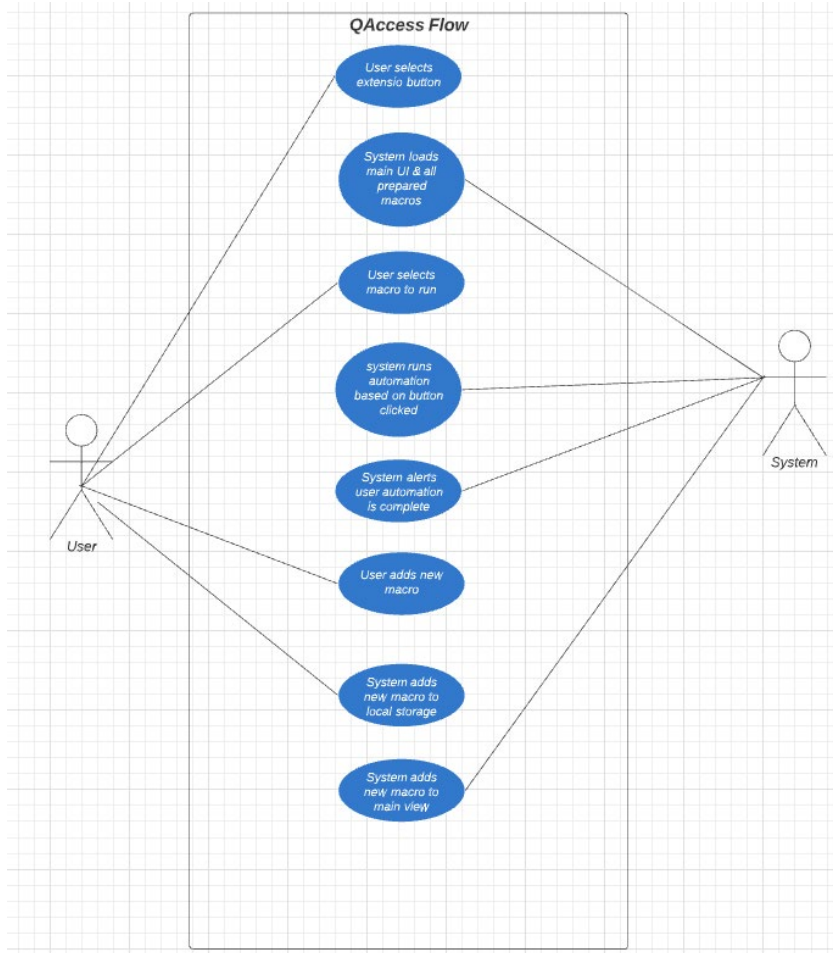 QAccess Flow
User selects
extensio button
System loads
main UI & all
prepared
macros
User selects
macro to run
system runs
automation
based on button
clicked
System alerts
user automation
is complete
User adds new
macro
System adds
new macro to
local storage
System adds
new macro to
main view
User
System